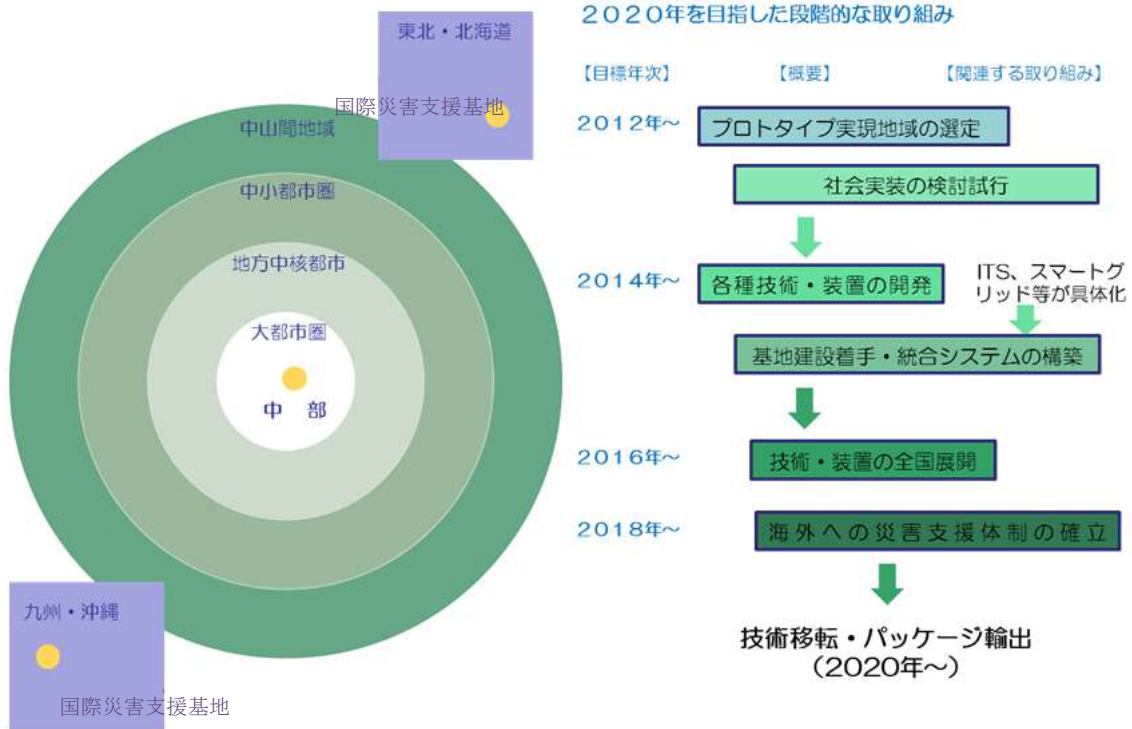 東北・北海道
国際災害支援基地
中山間地域
中小都市圏
地方中核都市
大都市圏
中　部
九州・沖縄
国際災害支援基地
2020年を目指した段階的な取り組み
【目標年次】　【概要】　【関連する取り組み】
2012年~　プロトタイプ実現地域の選定
社会実装の検討試行
2014年~　各種技術・装置の開発
ITS、スマートグ
リッド等が具体化
基地建設着手・統合システムの構築
2016年~　技術・装置の全国展開
2018年~　海外への災害支援体制の確立
技術移転・パッケージ輸出
(2020年~)